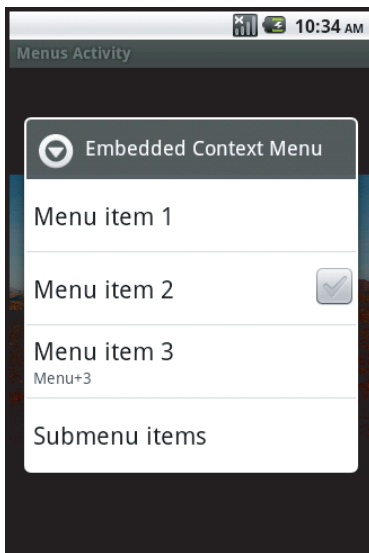 10:34 AM
Menus Activity
Embedded Context Menu
Menu item 1
Menu item 2
Menu item 3
Menu+3
Submenu items